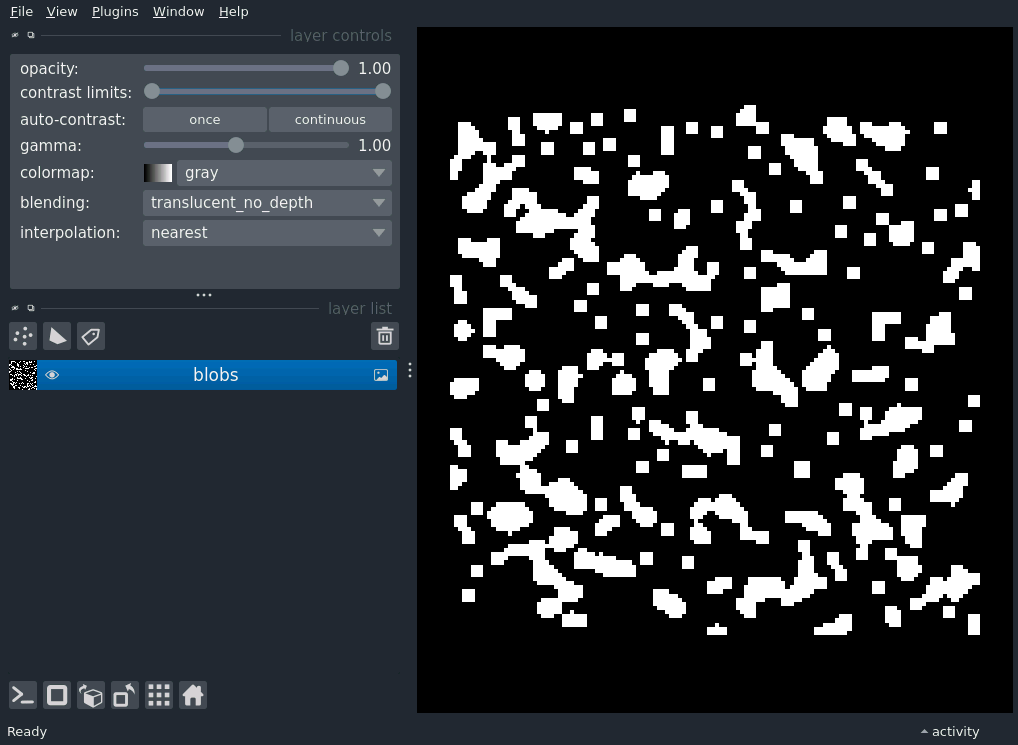 File View Plugins Window Help
layer controls
opacity: 1.00
contrast limits:
auto-contrast: once continuous
gamma: 1.00
colormap: gray
blending: translucent_no_depth
interpolation: nearest
layer list
blobs
Ready
activity